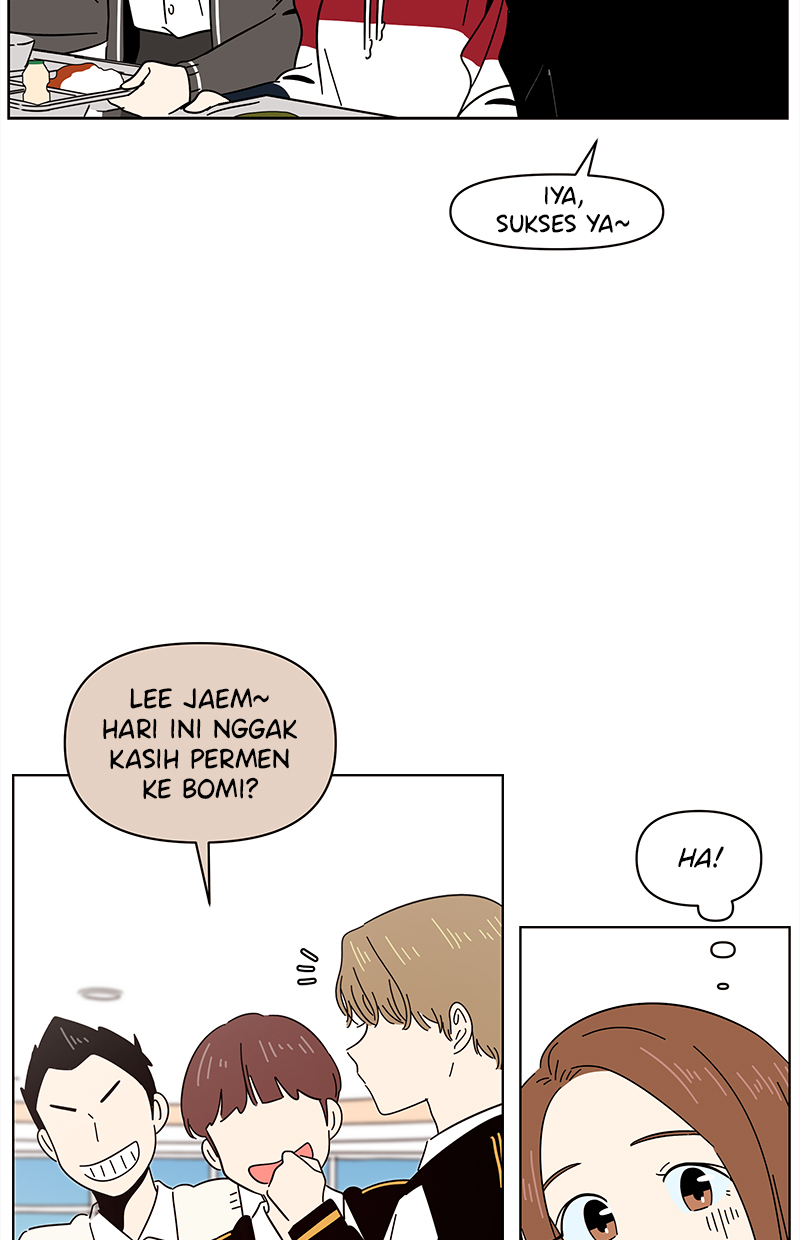 IYA,
SUKSES YA~
LEE JAEM~
HARI INI NGGAK
KASIH PERMEN
KE BOMI?
HA!